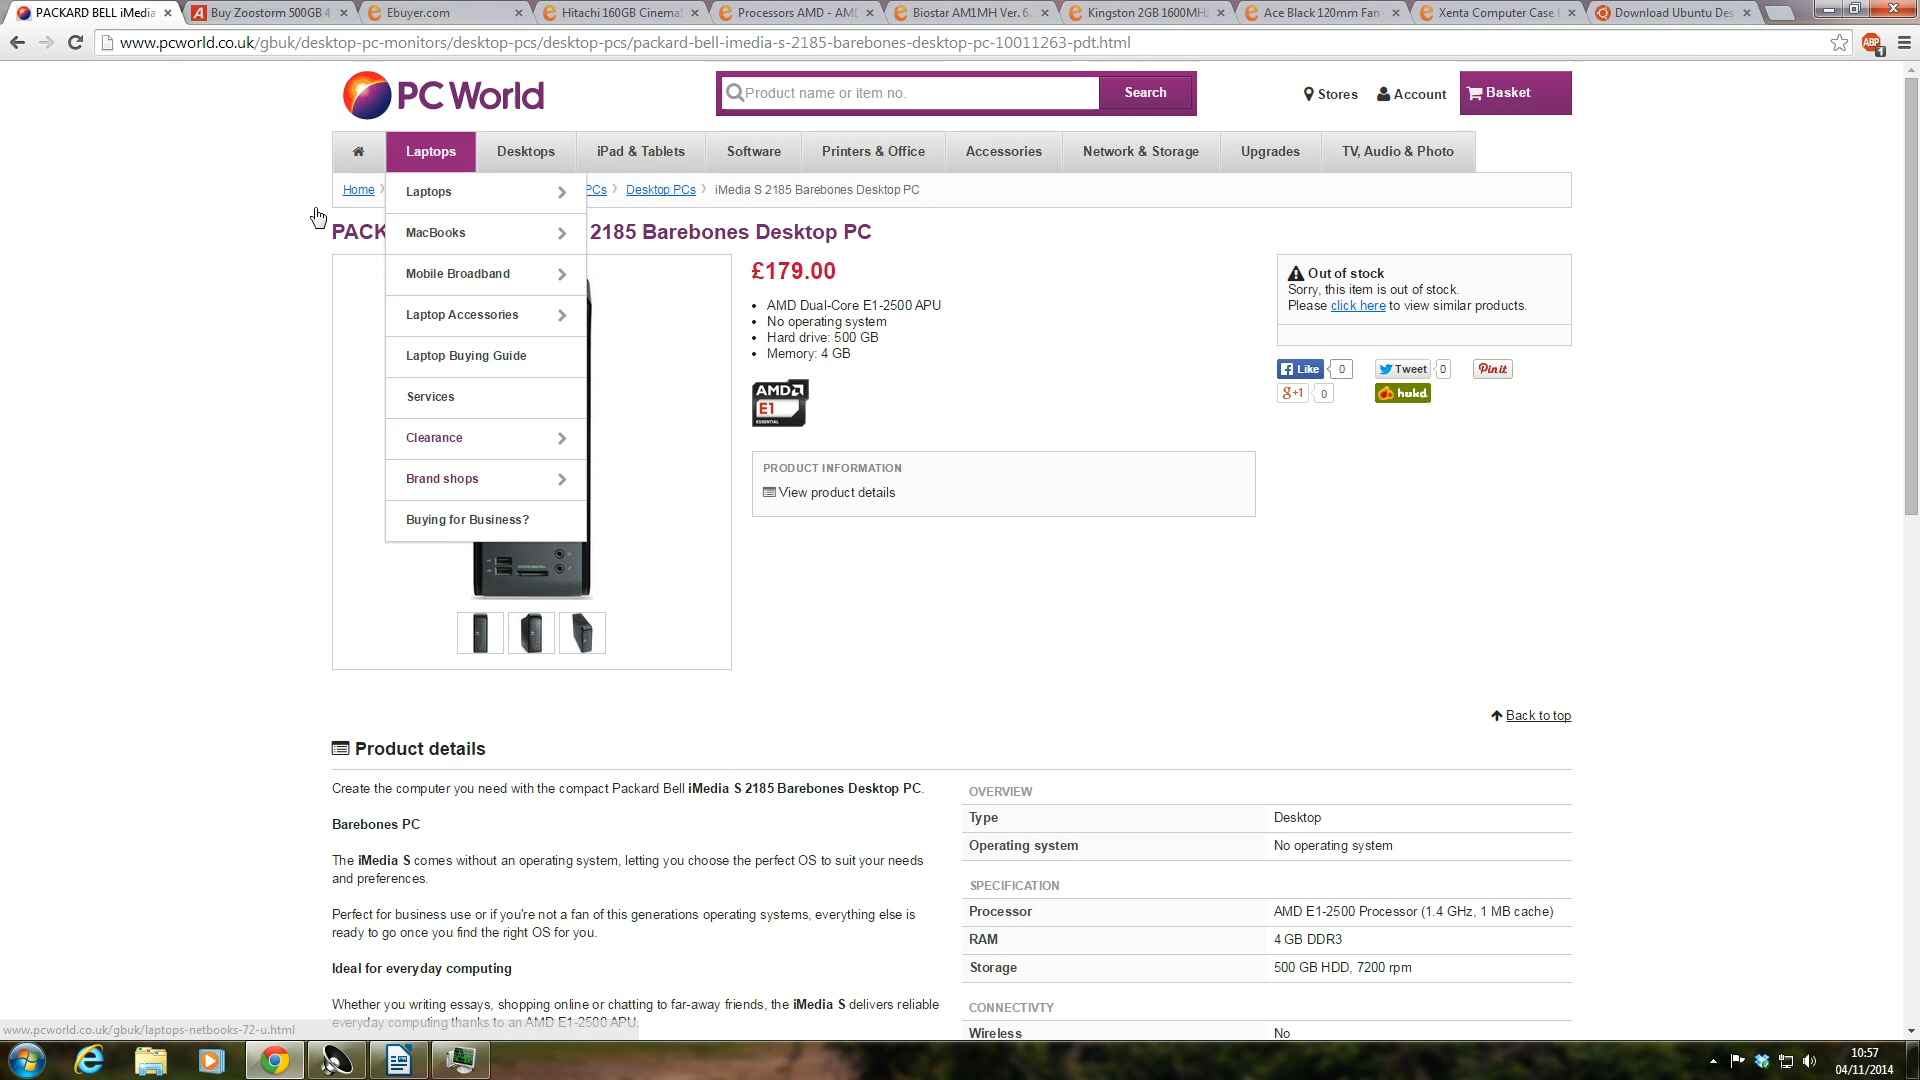 PACKARD BELL iMedia
Buy Zoostorm 500GB 4
Ebuyer.com
Hitachi 160GB Cinema
Processors AMD - AM
Biostar AM1MH Ver. 6.
Kingston 2GB 1600MH
Ace Black 120mm Fan
Xenta Computer Case
Download Ubuntu Des
www.pcworld.co.uk/gbuk/desktop-pc-monitors/desktop-pcs/desktop-pcs/packard-bell-imedia-s-2185-barebones-desktop-pc-10011263-pdt.html
ABP
1
PC World
Product name or item no.
Search
Stores
Account
Basket
Laptops
Desktops
iPad & Tablets
Software
Printers & Office
Accessories
Network & Storage
Upgrades
TV, Audio & Photo
Home
PCs
Desktop PCs
iMedia S 2185 Barebones Desktop PC
Laptops
MacBooks
Mobile Broadband
Laptop Accessories
Laptop Buying Guide
Services
Clearance
Brand shops
Buying for Business?
PACK 2185 Barebones Desktop PC
£179.00
• AMD Dual-Core E1-2500 APU
• No operating system
• Hard drive: 500 GB
• Memory: 4 GB
AMD
E1
ESSENTIAL
PRODUCT INFORMATION
View product details
Out of stock
Sorry, this item is out of stock.
Please click here to view similar products.
Like
0
Tweet
0
Pin it
g+1
0
hukd
Back to top
Product details
Create the computer you need with the compact Packard Bell iMedia S 2185 Barebones Desktop PC.
Barebones PC
The iMedia S comes without an operating system, letting you choose the perfect OS to suit your needs
and preferences.
Perfect for business use or if you're not a fan of this generations operating systems, everything else is
ready to go once you find the right OS for you.
Ideal for everyday computing
Whether you writing essays, shopping online or chatting to far-away friends, the iMedia S delivers reliable
everyday computing thanks to an AMD E1-2500 APU.
OVERVIEW
Type Desktop
Operating system No operating system
SPECIFICATION
Processor AMD E1-2500 Processor (1.4 GHz, 1 MB cache)
RAM 4 GB DDR3
Storage 500 GB HDD, 7200 rpm
CONNECTIVTY
Wireless No
www.pcworld.co.uk/gbuk/laptops-netbooks-72-u.html
10:57
04/11/2014